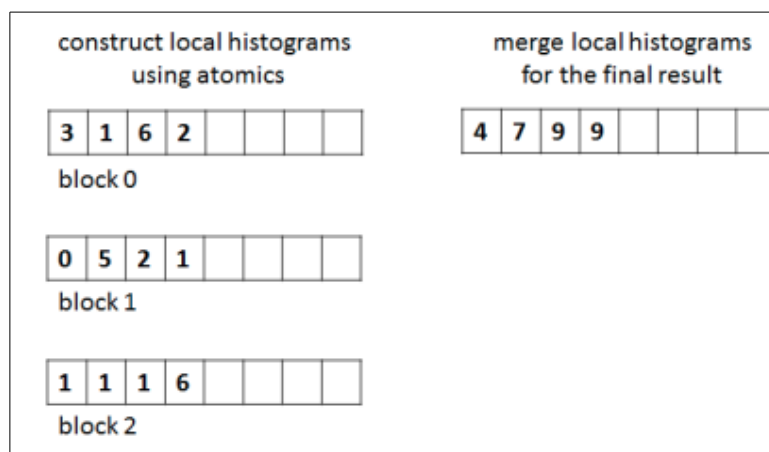 construct local histograms
using atomics
3 1 6 2
block 0
0 5 2 1
block 1
1 1 1 6
block 2
merge local histograms
for the final result
4 7 9 9